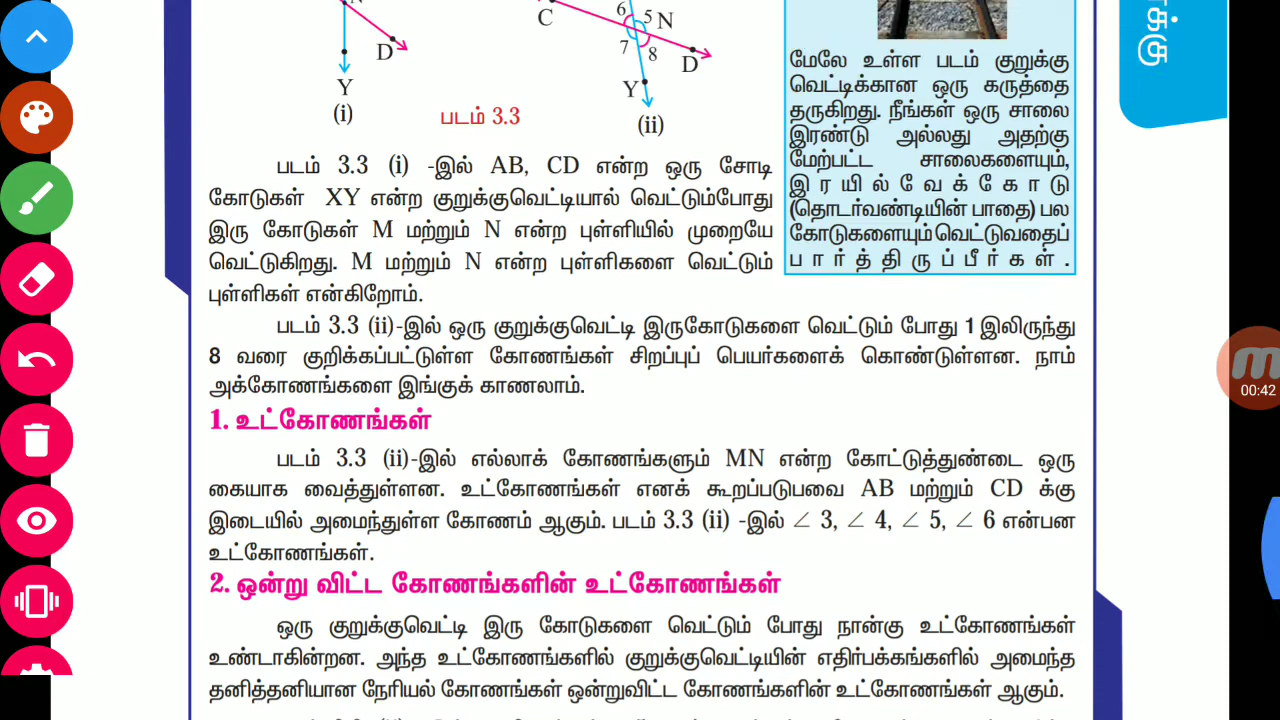 6
5
N
7
8
C
D
Y
(i)
படம் 3.3
D
Y
(ii)
க்கு
மேலே உள்ள படம் குறுக்கு
வெட்டிக்கான ஒரு கருத்தை
தருகிறது. நீங்கள் ஒரு சாலை
இரண்டு அல்லது அதற்கு
மேற்பட்ட சாலைகளையும்,
இரயில்வேக்கோடு
(தொடர்வண்டியின் பாதை) பல
கோடுகளையும் வெட்டுவதைப்
பார்த்திருப்பீர்கள்.
படம் 3.3 (i) -இல் AB, CD என்ற ஒரு சோடி
கோடுகள் XY என்ற குறுக்குவெட்டியால் வெட்டும்போது
இரு கோடுகள் M மற்றும் N என்ற புள்ளியில் முறையே
வெட்டுகிறது. M மற்றும் N என்ற புள்ளிகளை வெட்டும்
புள்ளிகள் என்கிறோம்.
படம் 3.3 (ii)-இல் ஒரு குறுக்குவெட்டி இருகோடுகளை வெட்டும் போது 1 இலிருந்து
8 வரை குறிக்கப்பட்டுள்ள கோணங்கள் சிறப்புப் பெயர்களைக் கொண்டுள்ளன. நாம்
அக்கோணங்களை இங்குக் காணலாம்.
1. உட்கோணங்கள்
படம் 3.3 (ii)-இல் எல்லாக் கோணங்களும் MN என்ற கோட்டுத்துண்டை ஒரு
கையாக வைத்துள்ளன. உட்கோணங்கள் எனக் கூறப்படுபவை AB மற்றும் CD க்கு
இடையில் அமைந்துள்ள கோணம் ஆகும். படம் 3.3 (ii) -இல் ∠ 3, ∠ 4, ∠ 5, ∠ 6 என்பன
உட்கோணங்கள்.
2. ஒன்று விட்ட கோணங்களின் உட்கோணங்கள்
ஒரு குறுக்குவெட்டி இரு கோடுகளை வெட்டும் போது நான்கு உட்கோணங்கள்
உண்டாகின்றன. அந்த உட்கோணங்களில் குறுக்குவெட்டியின் எதிர்பக்கங்களில் அமைந்த
தனித்தனியான நேரியல் கோணங்கள் ஒன்றுவிட்ட கோணங்களின் உட்கோணங்கள் ஆகும்.
00:42